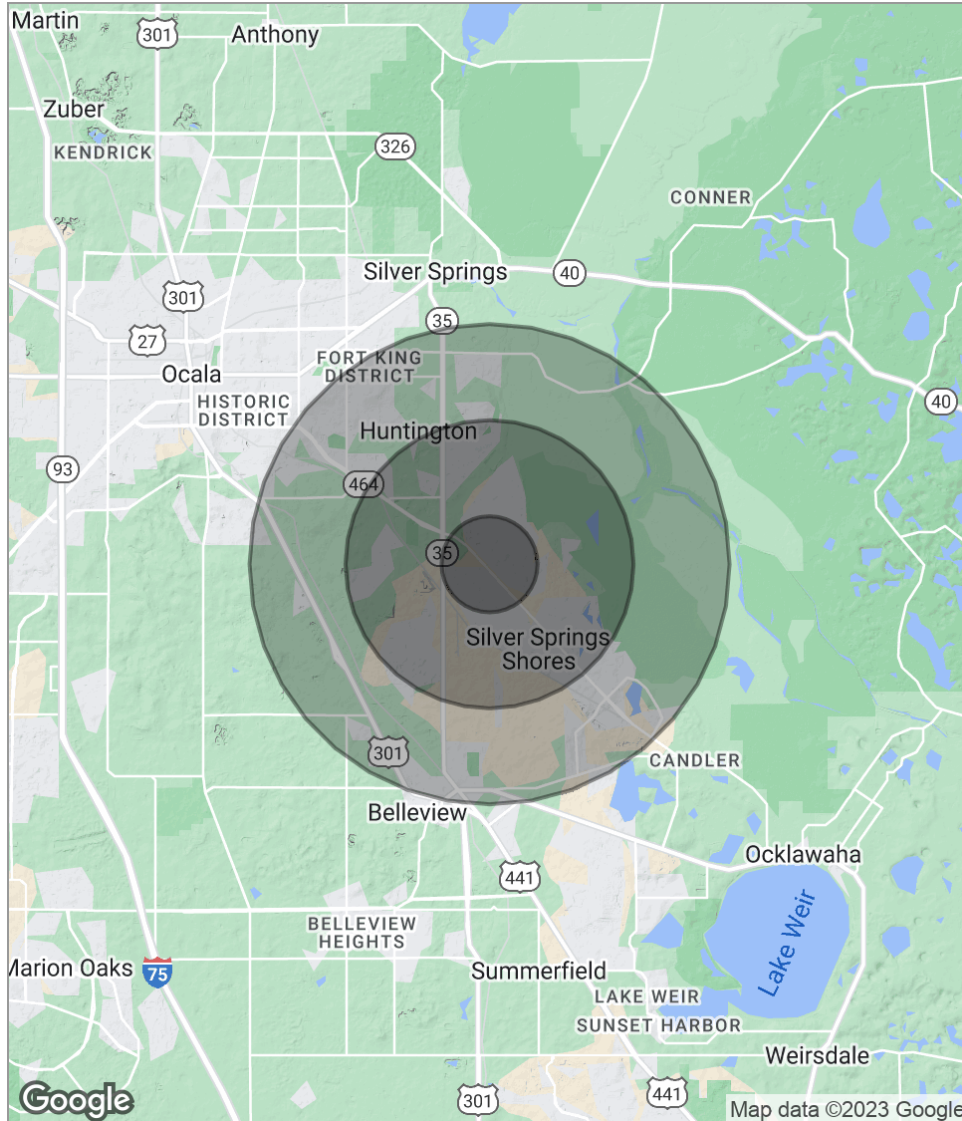 Martin
301
Anthony
Zuber
KENDRICK
326
CONNER
Silver Springs
40
301
35
27
FORT KING
DISTRICT
Ocala
HISTORIC
DISTRICT
40
Huntington
93
464
35
Silver Springs
Shores
301
CANDLER
Belleview
Ocklawaha
441
BELLEVIEW
HEIGHTS
Lake Weir
Marion Oaks
75
Summerfield
LAKE WEIR
SUNSET HARBOR
Weirsdale
Google
301
441
Map data ©2023 Google